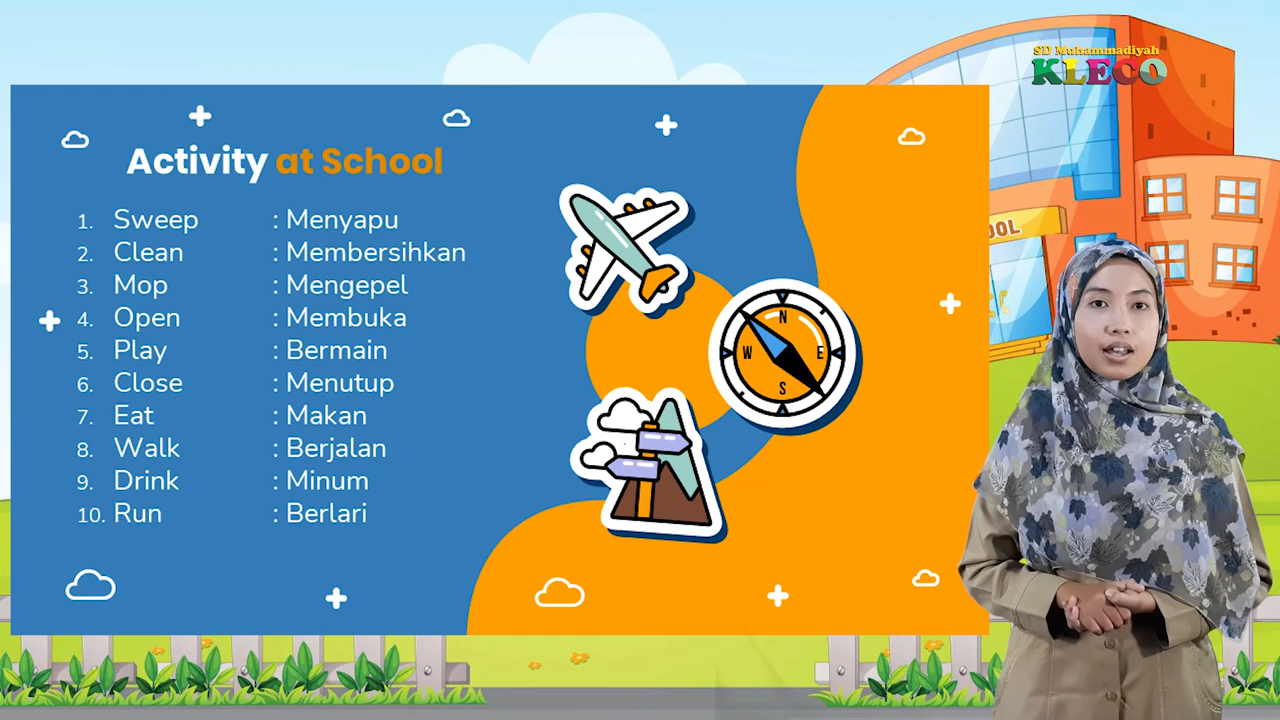 SD Muhammadiyah
KLECO
Activity at School
1. Sweep : Menyapu
2. Clean : Membersihkan
3. Mop : Mengepel
4. Open : Membuka
5. Play : Bermain
6. Close : Menutup
7. Eat : Makan
8. Walk : Berjalan
9. Drink : Minum
10. Run : Berlari
N
W E
S
OOL